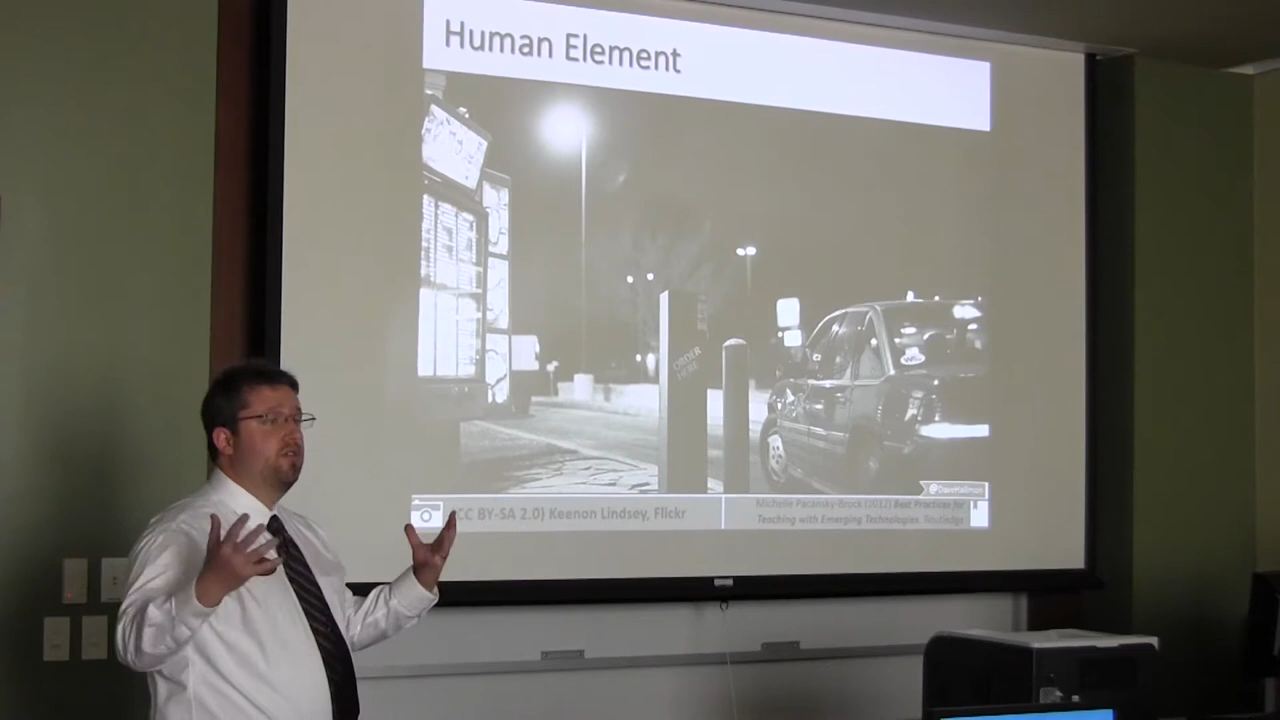 Human Element
ORDER
HERE
@DaveHallmon
(CC BY-SA 2.0) Keenon Lindsey, Flickr
Michelle Pacansky-Brock (2012) Best Practices for
Teaching with Emerging Technologies. Routledge